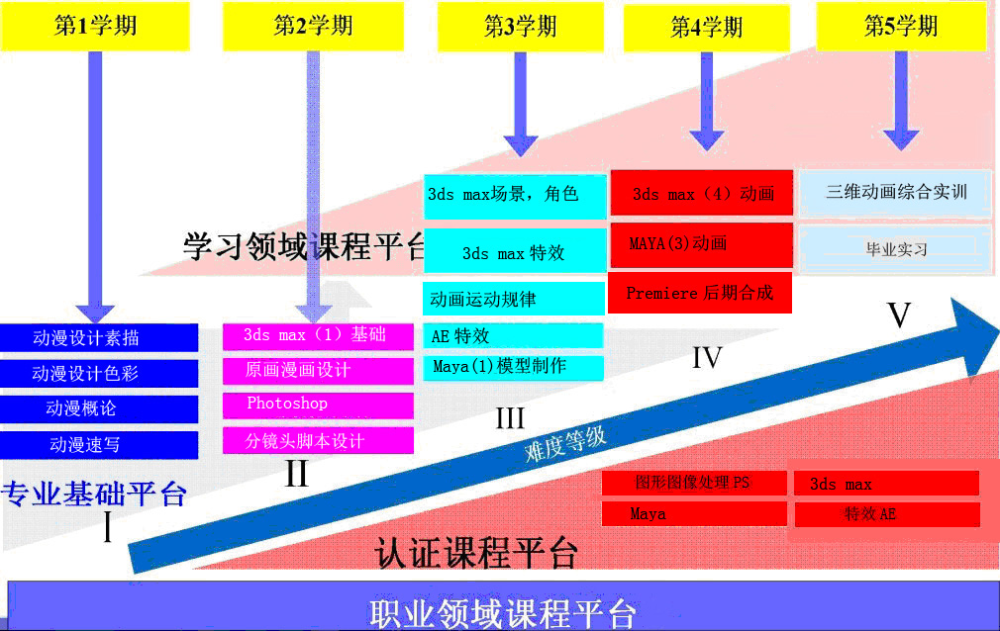 第1学期
第2学期
第3学期
第4学期
第5学期
3ds max场景，角色
3ds max（4）动画
三维动画综合实训
学习领域课程平台
3ds max 特效
MAYA(3)动画
毕业实习
动画运动规律
Premiere 后期合成
动漫设计素描
3ds max（1）基础
AE 特效
动漫设计色彩
原画漫画设计
Maya(1)模型制作
动漫概论
Photoshop
动漫速写
分镜头脚本设计
V
IV
III
II
I
难度等级
专业基础平台
图形图像处理 PS
3ds max
Maya
特效 AE
认证课程平台
职业领域课程平台